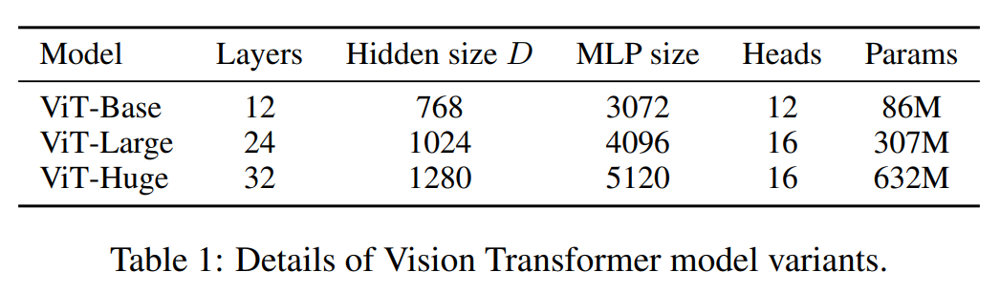 Model Layers Hidden size D MLP size Heads Params
ViT-Base 12 768 3072 12 86M
ViT-Large 24 1024 4096 16 307M
ViT-Huge 32 1280 5120 16 632M
Table 1: Details of Vision Transformer model variants.